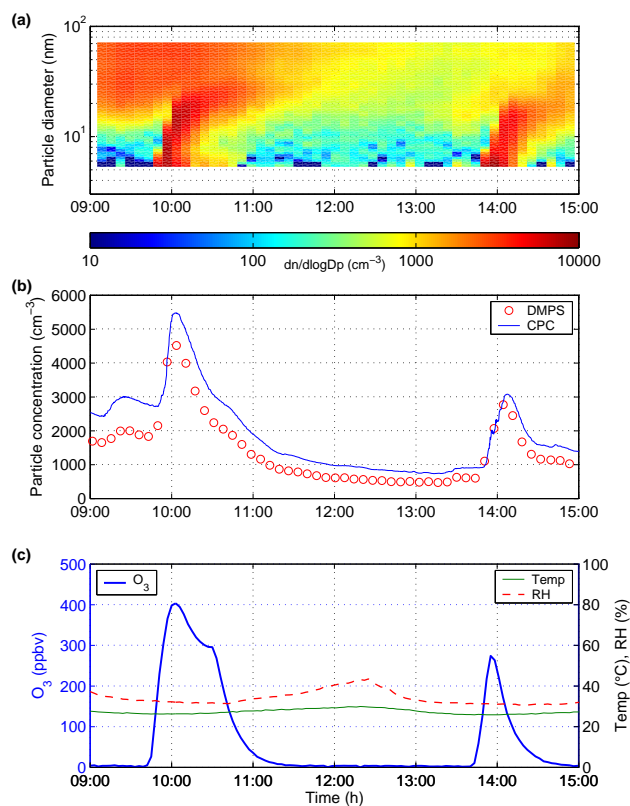 (a)
10²
10¹
Particle diameter (nm)
09:00 10:00 11:00 12:00 13:00 14:00 15:00
10 100 dn/dlogDp (cm⁻³) 1000 10000
(b)
6000
5000
4000
3000
2000
1000
0
Particle concentration (cm⁻³)
DMPS
CPC
09:00 10:00 11:00 12:00 13:00 14:00 15:00
(c)
500
400
300
200
100
0
O₃ (ppbv)
O₃
Temp
RH
100
80
60
40
20
0
Temp (°C), RH (%)
09:00 10:00 11:00 12:00 13:00 14:00 15:00
Time (h)